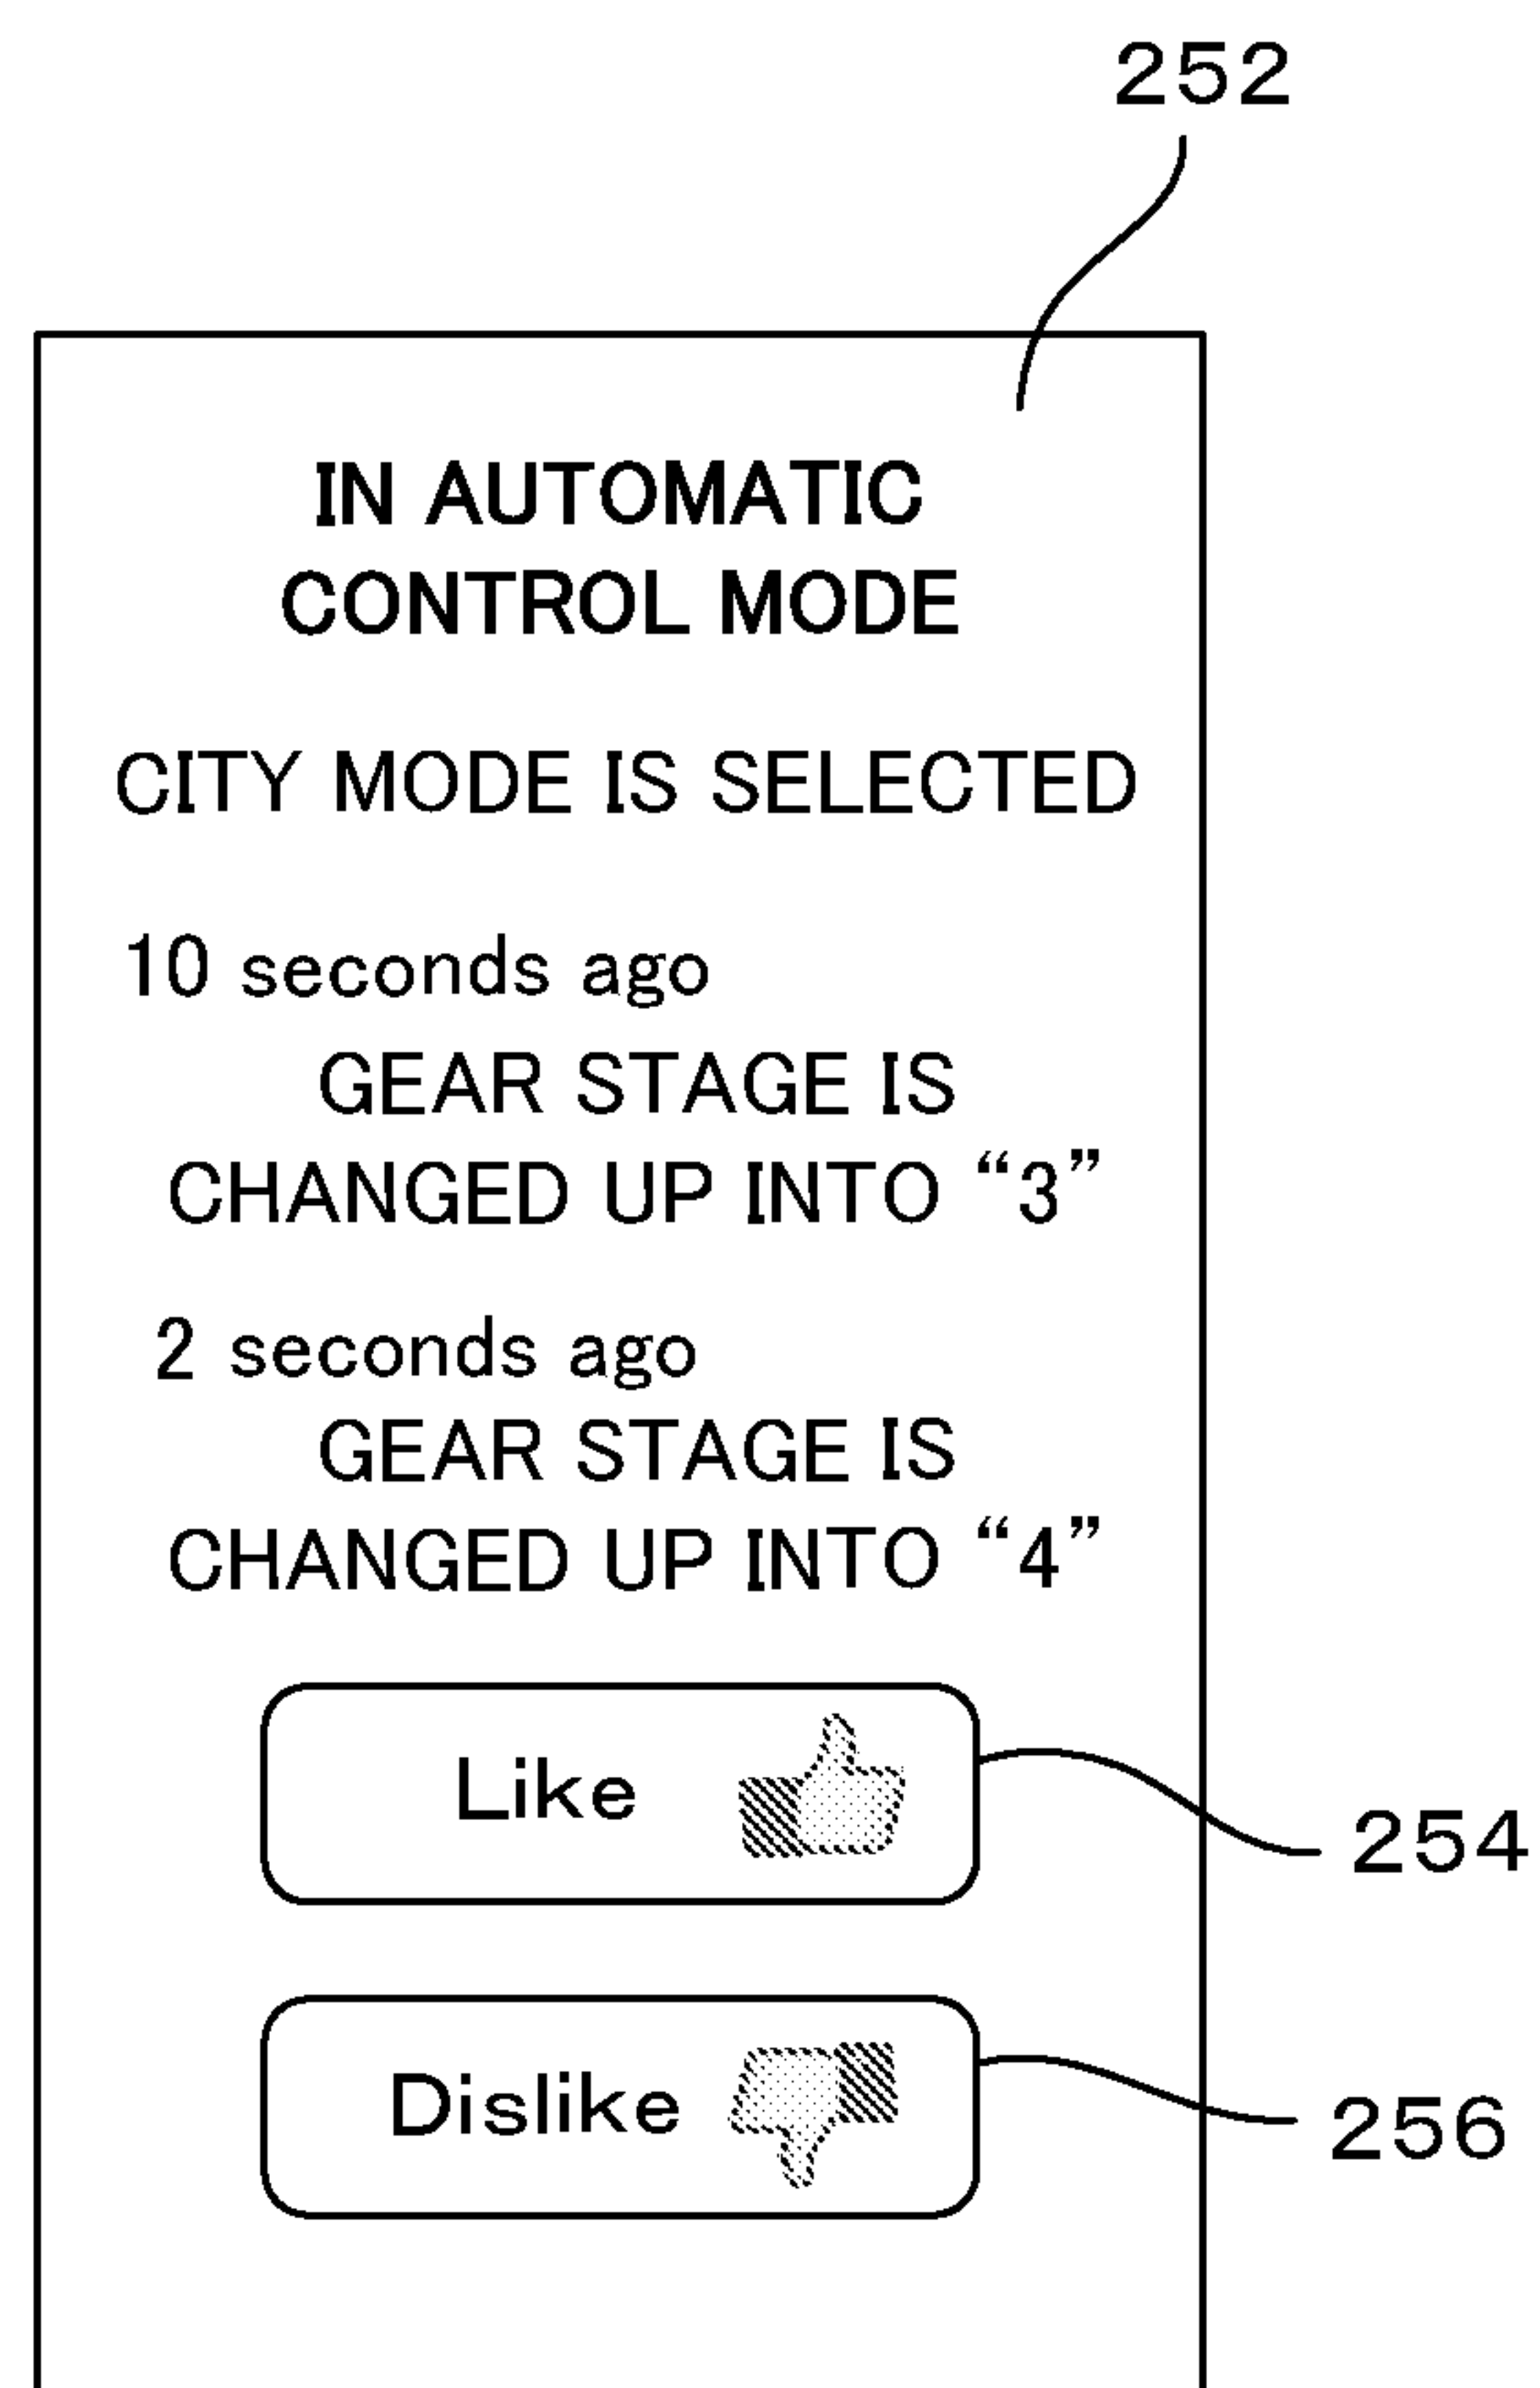 252
IN AUTOMATIC
CONTROL MODE
CITY MODE IS SELECTED
10 seconds ago
GEAR STAGE IS
CHANGED UP INTO “3”
2 seconds ago
GEAR STAGE IS
CHANGED UP INTO “4”
Like
254
Dislike
256